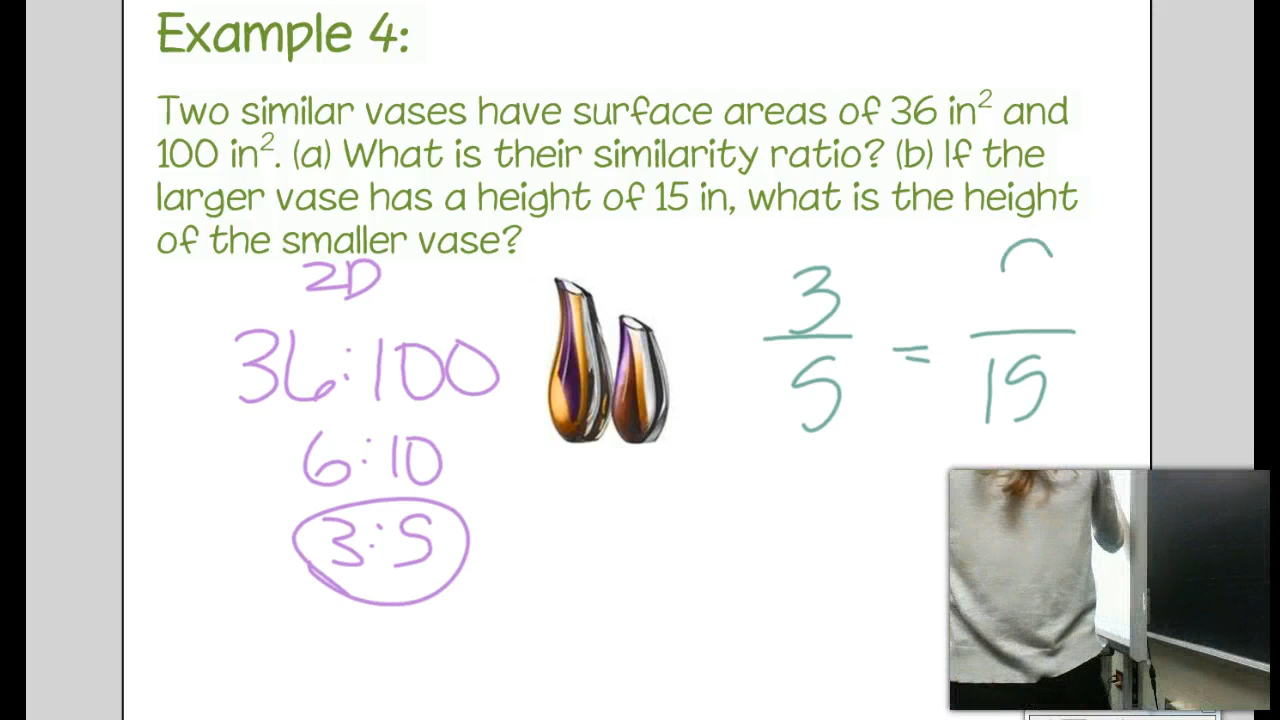 Example 4:
Two similar vases have surface areas of 36 in² and
100 in². (a) What is their similarity ratio? (b) If the
larger vase has a height of 15 in, what is the height
of the smaller vase?
2D
36:100
6:10
3:5
3
5
=
15